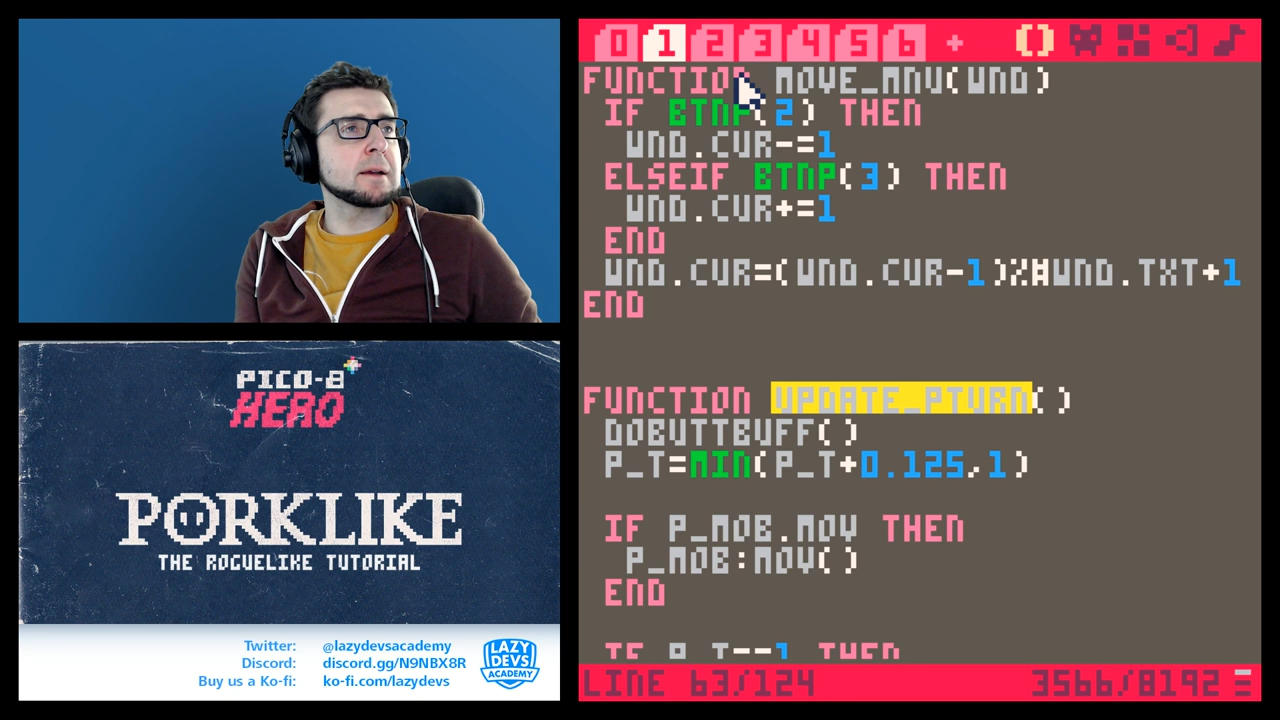 PICO-8
HERO
PORKLIKE
THE ROGUELIKE TUTORIAL
Twitter: @lazydevsacademy
Discord: discord.gg/N9NBX8R
Buy us a Ko-fi: ko-fi.com/lazydevs
LAZY
DEVS
ACADEMY
0 1 2 3 4 5 6 +
FUNCTION MOVE_MNU(WND)
IF BTNP(2) THEN
WND.CUR-=1
ELSEIF BTNP(3) THEN
WND.CUR+=1
END
WND.CUR=(WND.CUR-1)%#WND.TXT+1
END
FUNCTION UPDATE_PTURN()
DOBUTTBUFF()
P_T=MIN(P_T+0.125,1)
IF P_MOB.MOV THEN
P_MOB:MOV()
END
IF P_T==1 THEN
LINE 63/124
3566/8192